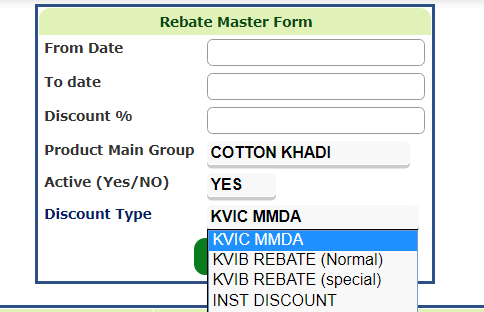 Rebate Master Form
From Date
To date
Discount %
Product Main Group COTTON KHADI
Active (Yes/NO) YES
Discount Type KVIC MMDA
KVIC MMDA
KVIB REBATE (Normal)
KVIB REBATE (special)
INST DISCOUNT